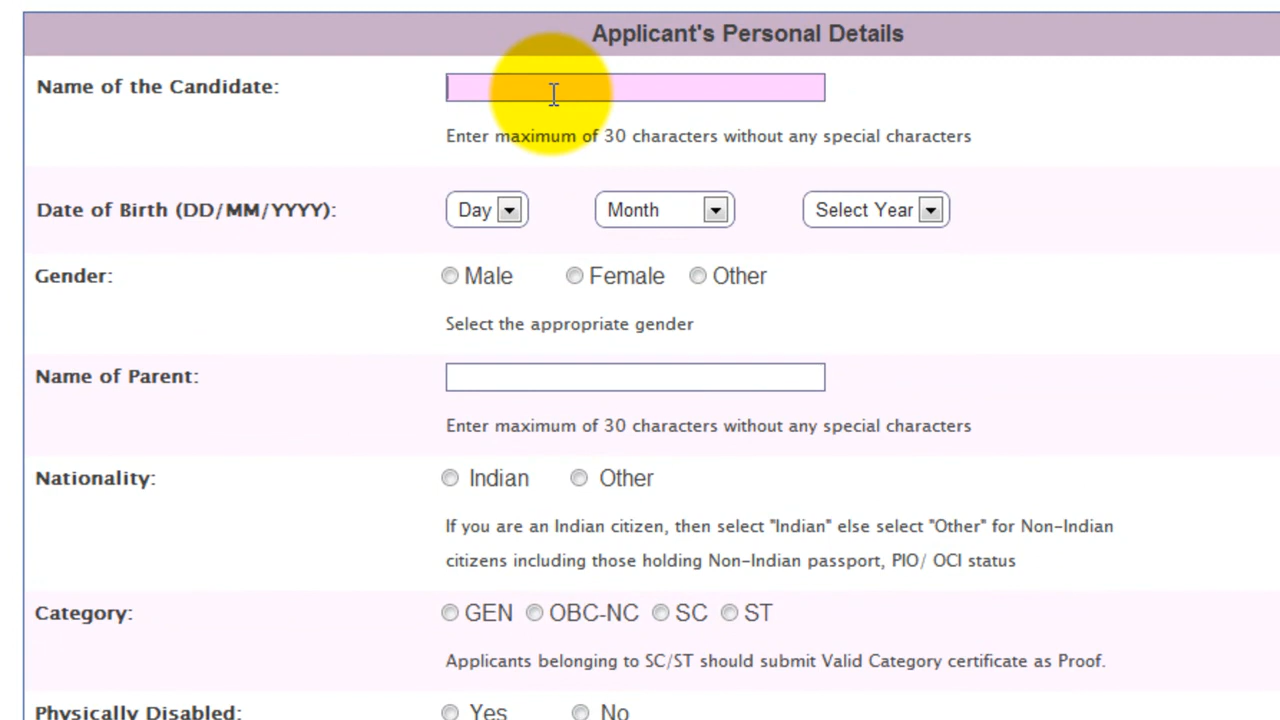 Applicant's Personal Details
Name of the Candidate:
Enter maximum of 30 characters without any special characters
Date of Birth (DD/MM/YYYY): Day Month Select Year
Gender: Male Female Other
Select the appropriate gender
Name of Parent:
Enter maximum of 30 characters without any special characters
Nationality: Indian Other
If you are an Indian citizen, then select "Indian" else select "Other" for Non-Indian
citizens including those holding Non-Indian passport, PIO/ OCI status
Category: GEN OBC-NC SC ST
Applicants belonging to SC/ST should submit Valid Category certificate as Proof.
Physically Disabled: Yes No